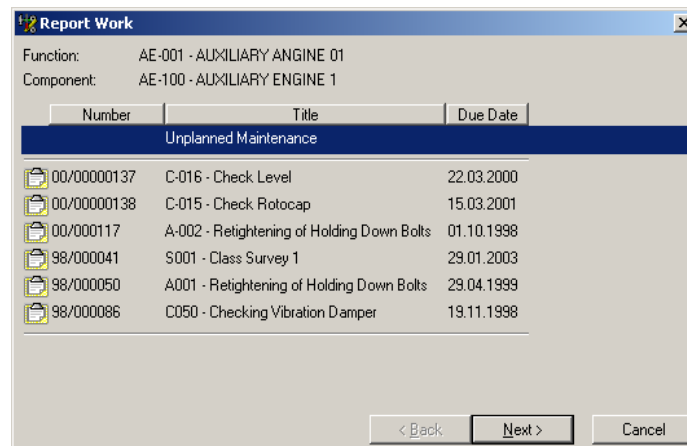 Report Work
Function: AE-001 - AUXILIARY ANGINE 01
Component: AE-100 - AUXILIARY ENGINE 1
Number Title Due Date
Unplanned Maintenance
00/00000137 C-016 - Check Level 22.03.2000
00/00000138 C-015 - Check Rotocap 15.03.2001
00/000117 A-002 - Retightening of Holding Down Bolts 01.10.1998
98/000041 S001 - Class Survey 1 29.01.2003
98/000050 A001 - Retightening of Holding Down Bolts 29.04.1999
98/000086 C050 - Checking Vibration Damper 19.11.1998
< Back Next > Cancel